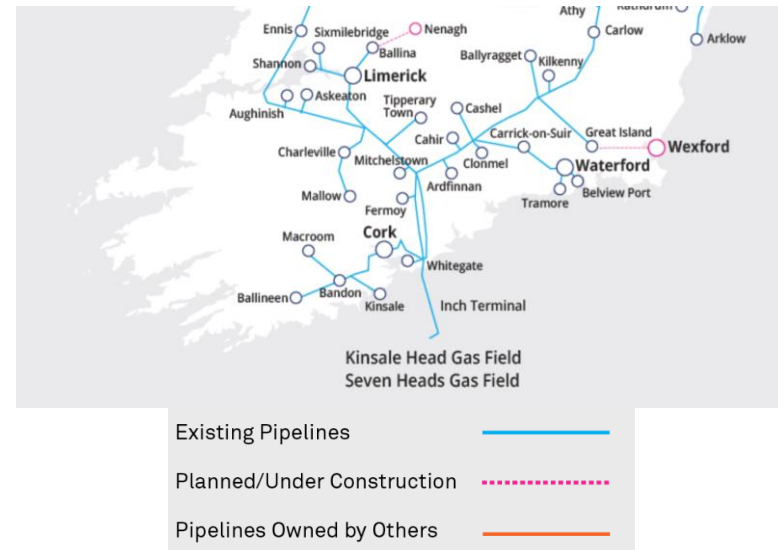 Athy
Rathdrum
Ennis
Sixmilebridge
Nenagh
Carlow
Arklow
Ballina
Shannon
Limerick
Ballyragget
Kilkenny
Askeaton
Aughinish
Tipperary
Town
Cashel
Cahir
Carrick-on-Suir
Great Island
Wexford
Charleville
Mitchelstown
Clonmel
Waterford
Ardfinnan
Belview Port
Mallow
Tramore
Fermoy
Macroom
Cork
Whitegate
Ballineen
Bandon
Kinsale
Inch Terminal
Kinsale Head Gas Field
Seven Heads Gas Field
Existing Pipelines
Planned/Under Construction
Pipelines Owned by Others